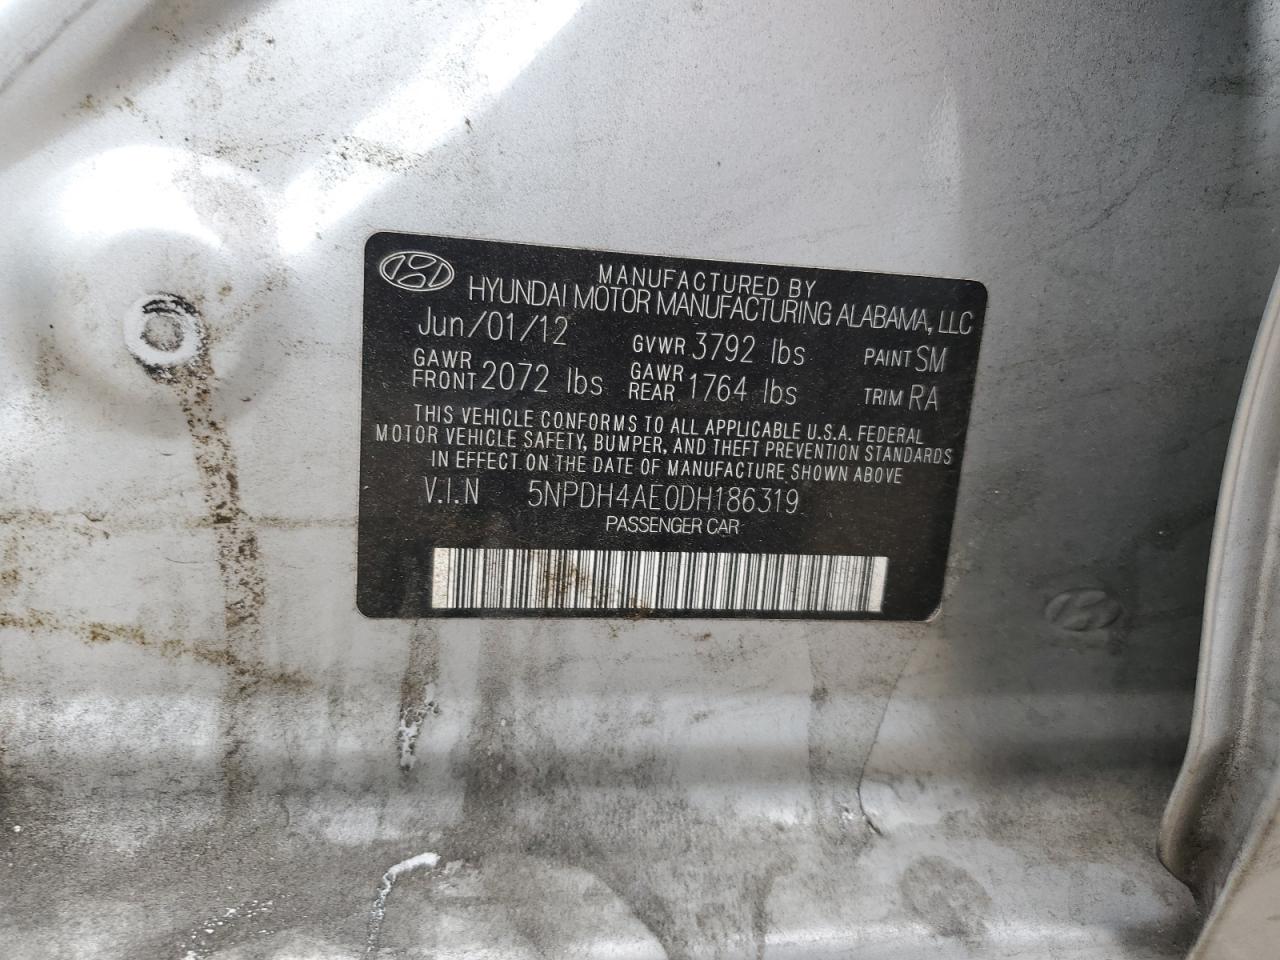 MANUFACTURED BY
HYUNDAI MOTOR MANUFACTURING ALABAMA, LLC
Jun/01/12 GVWR 3792 lbs PAINT SM
GAWR FRONT 2072 lbs GAWR REAR 1764 lbs TRIM RA
THIS VEHICLE CONFORMS TO ALL APPLICABLE U.S.A. FEDERAL
MOTOR VEHICLE SAFETY, BUMPER, AND THEFT PREVENTION STANDARDS
IN EFFECT ON THE DATE OF MANUFACTURE SHOWN ABOVE
V.I.N 5NPDH4AE0DH186319
PASSENGER CAR